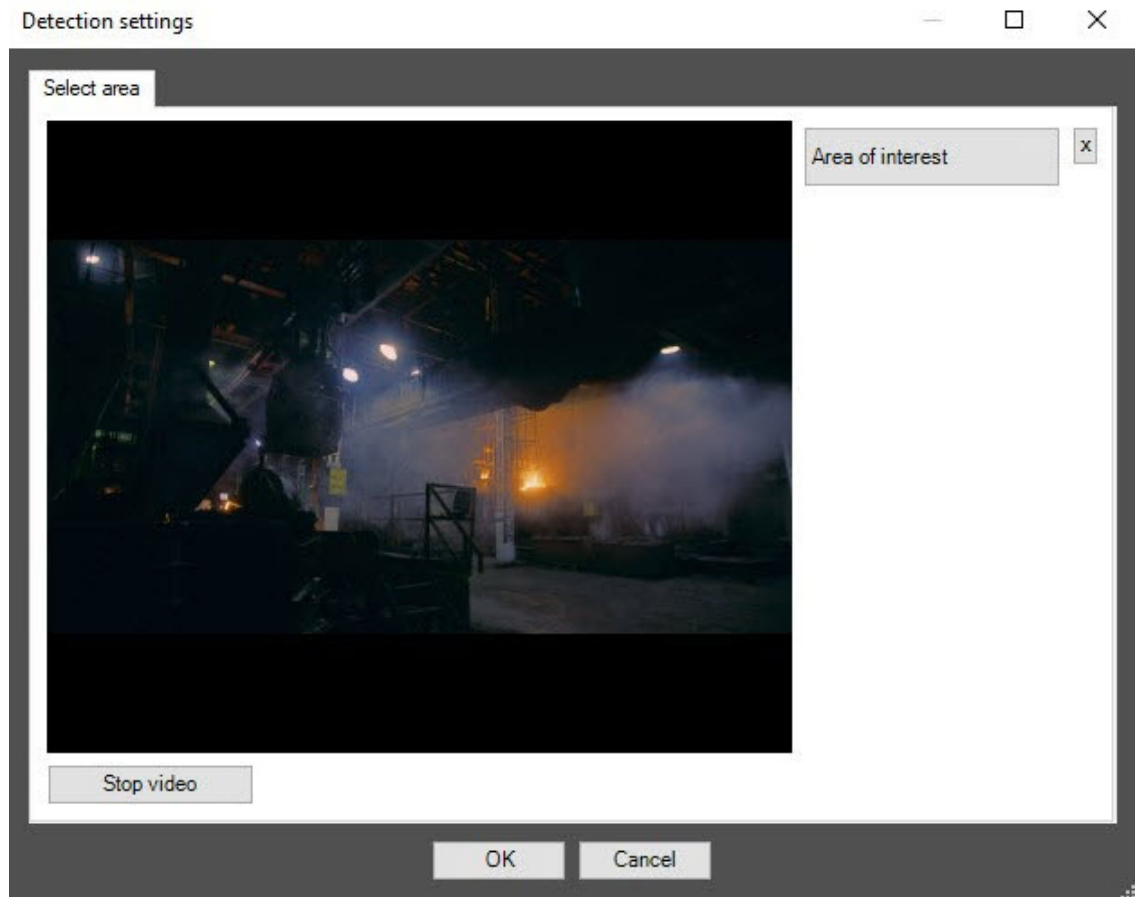 Detection settings
Select area
Area of interest
x
Stop video
OK
Cancel